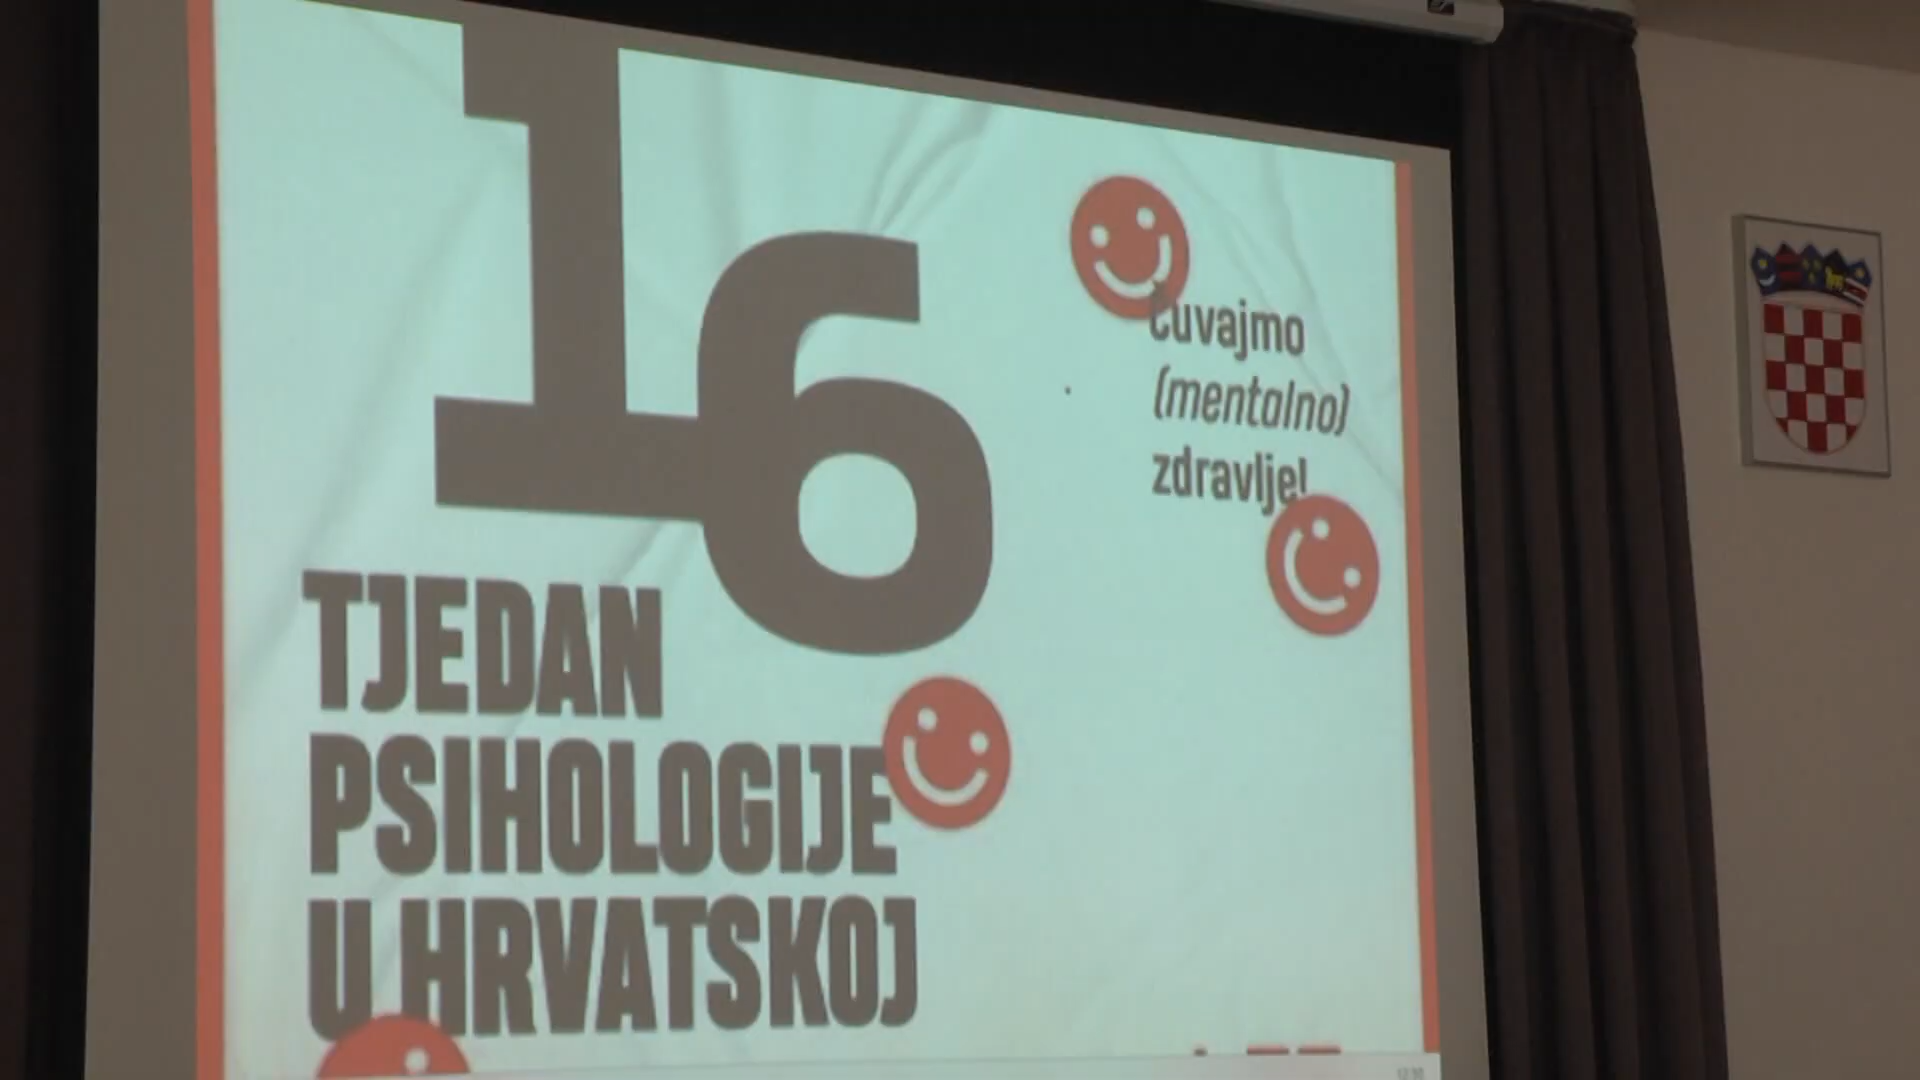 16
TJEDAN
PSIHOLOGIJE
U HRVATSKOJ
čuvajmo
(mentalno)
zdravlje!